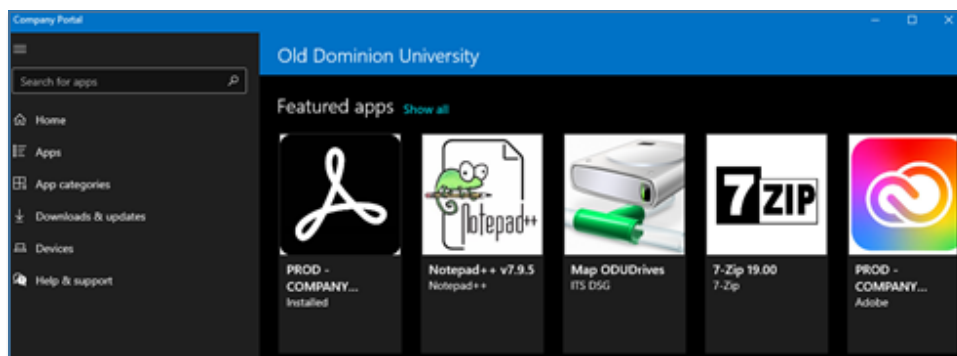 Company Portal
Search for apps
Home
Apps
App categories
Downloads & updates
Devices
Help & support
Old Dominion University
Featured apps Show all
Notepad++
7 ZIP
PROD -
COMPANY...
Installed
Notepad++ v7.9.5
Notepad++
Map ODUDrives
ITS DSG
7-Zip 19.00
7-Zip
PROD -
COMPANY...
Adobe